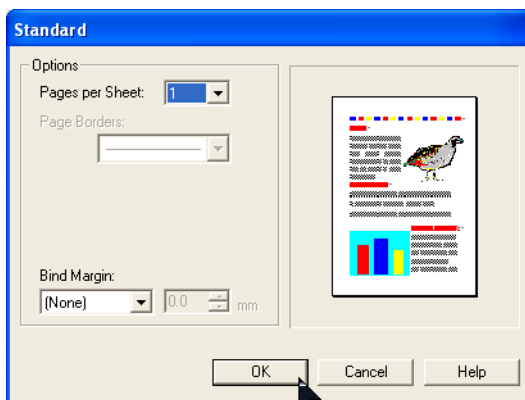 Standard
Options
Pages per Sheet: 1
Page Borders:
Bind Margin:
(None) 0.0 mm
OK Cancel Help